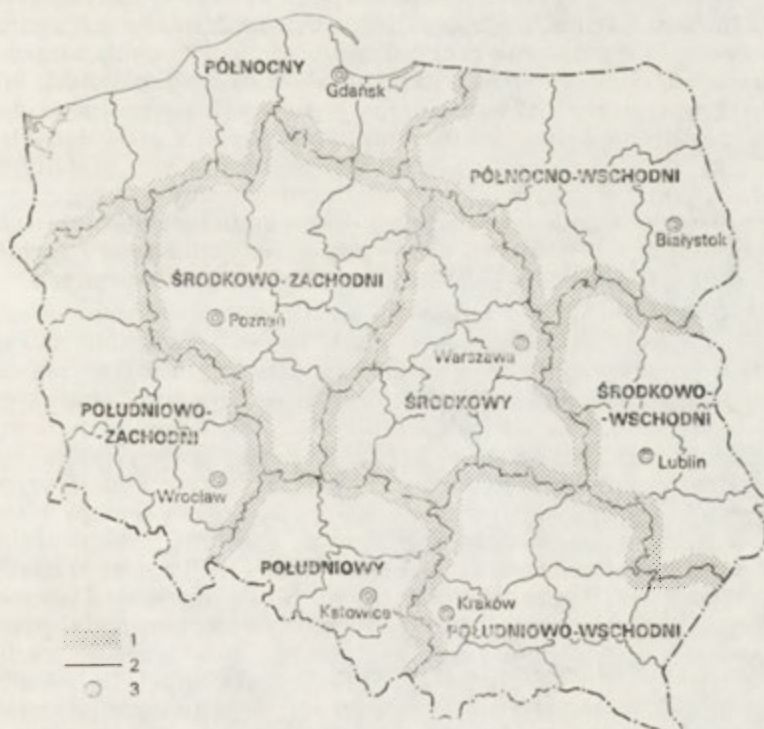 PÓŁNOCNY
Gdańsk
PÓŁNOCNO-WSCHODNI
Białystok
ŚRODKOWO-ZACHODNI
Poznań
Warszawa
ŚRODKOWY
ŚRODKOWO-
-WSCHODNI
Lublin
POŁUDNIOWO-
-ZACHODNI
Wrocław
POŁUDNIOWY
Katowice
Kraków
POŁUDNIOWO-WSCHODNI
1
2
3